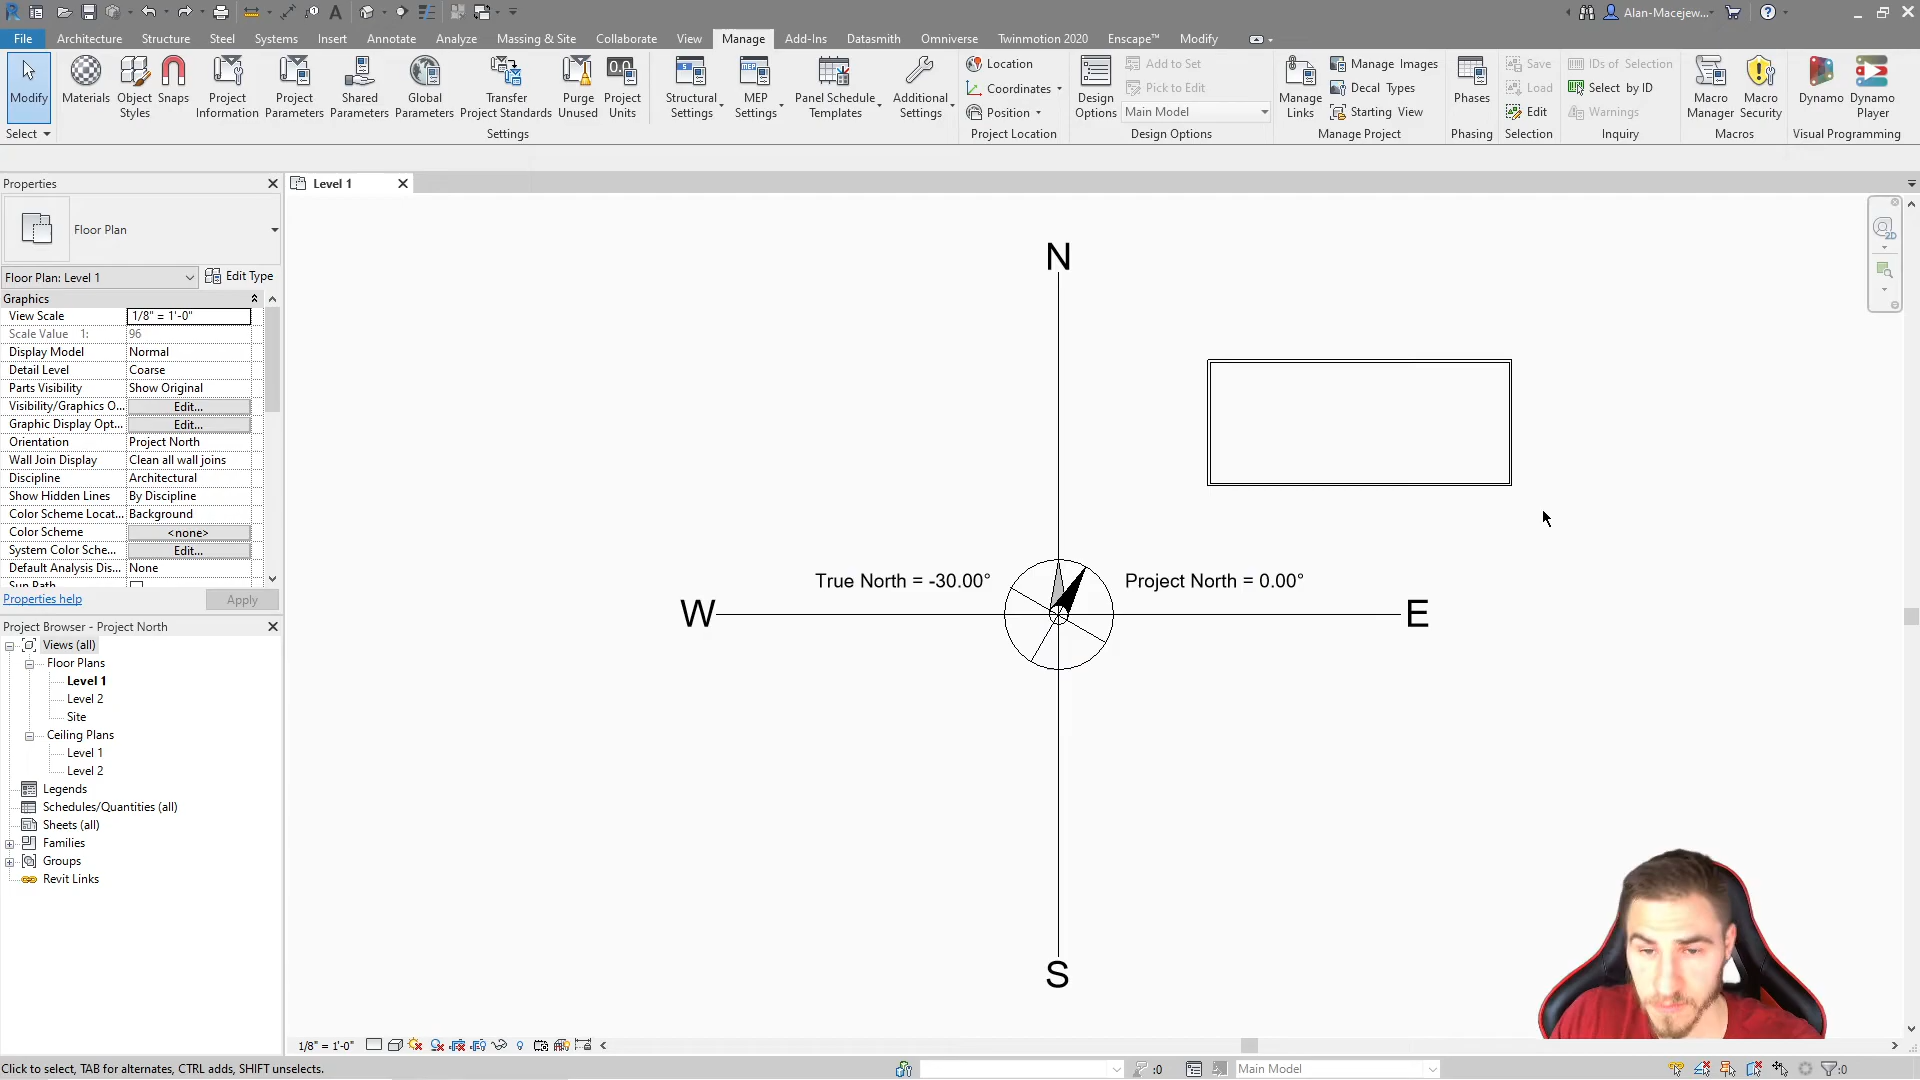 Alan-Macejew...
File Architecture Structure Steel Systems Insert Annotate Analyze Massing & Site Collaborate View Manage Add-Ins Datasmith Omniverse Twinmotion 2020 Enscape™ Modify
Modify
Materials
Object Styles
Snaps
Project Information
Project Parameters
Shared Parameters
Global Parameters
Transfer Project Standards
Purge Unused
Project Units
Structural Settings
MEP Settings
Panel Schedule Templates
Additional Settings
Location
Coordinates
Position
Design Options
Add to Set
Pick to Edit
Main Model
Manage Links
Manage Images
Decal Types
Starting View
Phases
Save
Load
Edit
IDs of Selection
Select by ID
Warnings
Macro Manager
Macro Security
Dynamo
Dynamo Player
Select Settings Project Location Design Options Manage Project Phasing Selection Inquiry Macros Visual Programming
Properties
Level 1
Floor Plan
Floor Plan: Level 1 Edit Type
Graphics
View Scale 1/8" = 1'-0"
Scale Value 1: 96
Display Model Normal
Detail Level Coarse
Parts Visibility Show Original
Visibility/Graphics O... Edit...
Graphic Display Opt... Edit...
Orientation Project North
Wall Join Display Clean all wall joins
Discipline Architectural
Show Hidden Lines By Discipline
Color Scheme Locat... Background
Color Scheme <none>
System Color Sche... Edit...
Default Analysis Dis... None
Sun Path
Properties help Apply
Project Browser - Project North
Views (all)
Floor Plans
Level 1
Level 2
Site
Ceiling Plans
Level 1
Level 2
Legends
Schedules/Quantities (all)
Sheets (all)
Families
Groups
Revit Links
N
True North = -30.00° Project North = 0.00°
W E
S
1/8" = 1'-0"
Click to select, TAB for alternates, CTRL adds, SHIFT unselects.
:0
Main Model
:0